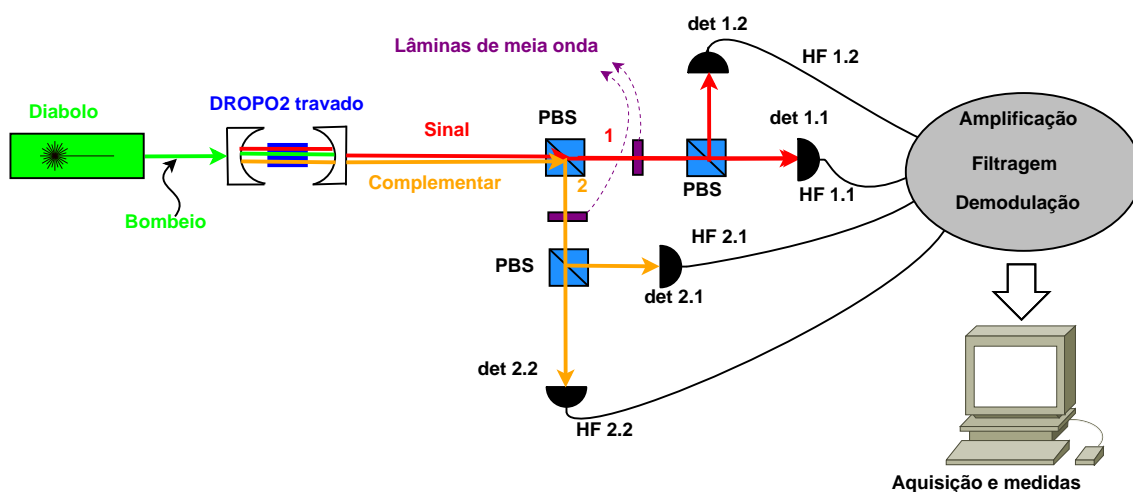 det 1.2
HF 1.2
Lâminas de meia onda
DROPO2 travado
Diabolo
PBS
Sinal
1
det 1.1
Amplificação
Filtragem
Demodulação
Complementar
2
PBS
HF 1.1
Bombeio
HF 2.1
PBS
det 2.1
det 2.2
HF 2.2
Aquisição e medidas